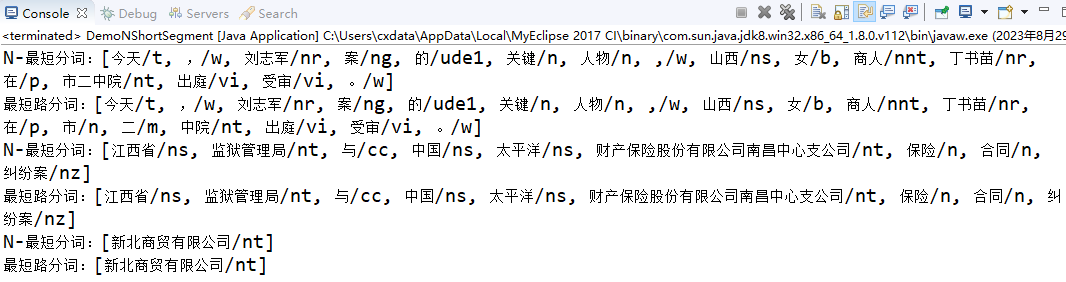 Console Debug Servers Search
<terminated> DemoNShortSegment [Java Application] C:\Users\cxdata\AppData\Local\MyEclipse 2017 CI\binary\com.sun.java.jdk8.win32.x86_64_1.8.0.v112\bin\javaw.exe (2023年8月29
N-最短分词：[今天/t, ，/w, 刘志军/nr, 案/ng, 的/ude1, 关键/n, 人物/n, ,/w, 山西/ns, 女/b, 商人/nnt, 丁书苗/nr,
在/p, 市二中院/nt, 出庭/vi, 受审/vi, 。/w]
最短路分词：[今天/t, ，/w, 刘志军/nr, 案/ng, 的/ude1, 关键/n, 人物/n, ,/w, 山西/ns, 女/b, 商人/nnt, 丁书苗/nr,
在/p, 市/n, 二/m, 中院/nt, 出庭/vi, 受审/vi, 。/w]
N-最短分词：[江西省/ns, 监狱管理局/nt, 与/cc, 中国/ns, 太平洋/ns, 财产保险股份有限公司南昌中心支公司/nt, 保险/n, 合同/n,
纠纷案/nz]
最短路分词：[江西省/ns, 监狱管理局/nt, 与/cc, 中国/ns, 太平洋/ns, 财产保险股份有限公司南昌中心支公司/nt, 保险/n, 合同/n, 纠
纷案/nz]
N-最短分词：[新北商贸有限公司/nt]
最短路分词：[新北商贸有限公司/nt]